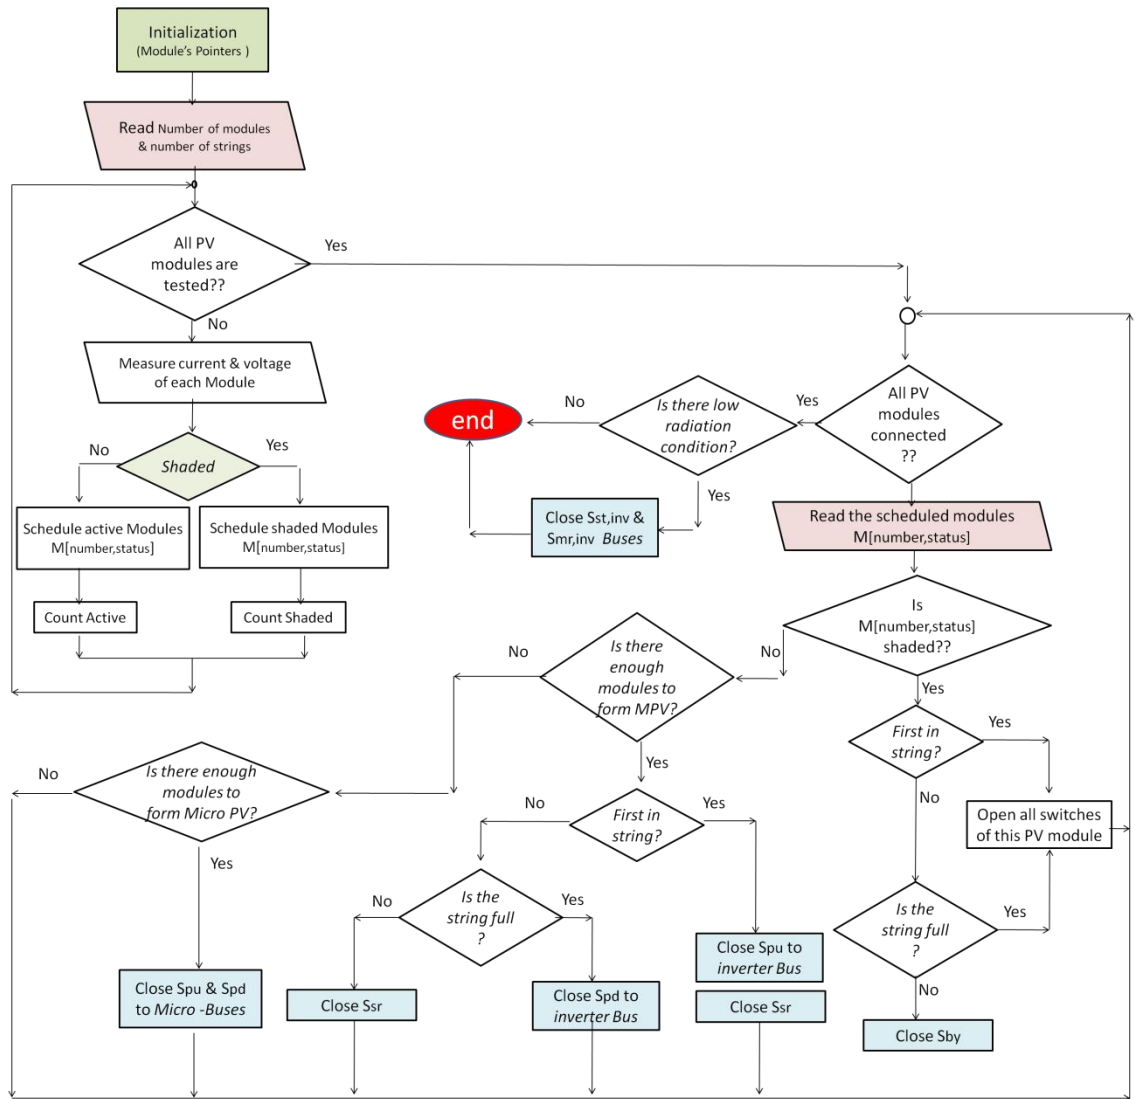 Initialization
(Module's Pointers )
Read Number of modules
& number of strings
All PV
modules are
tested??
Yes
No
Measure current & voltage
of each Module
Shaded
No
Yes
Schedule active Modules
M[number,status]
Schedule shaded Modules
M[number,status]
Count Active
Count Shaded
All PV
modules
connected
??
Yes
Is there low
radiation
condition?
No
end
Yes
Close Sst,inv &
Smr,inv Buses
Read the scheduled modules
M[number,status]
Is
M[number,status]
shaded??
No
Yes
Is there
enough
modules to
form MPV?
No
Yes
First in
string?
Yes
No
Open all switches
of this PV module
Is the
string full
?
Yes
No
Close Sby
Is there enough
modules to
form Micro PV?
No
Yes
Close Spu & Spd
to Micro -Buses
First in
string?
No
Yes
Is the
string full
?
No
Yes
Close Ssr
Close Spd to
inverter Bus
Close Spu to
inverter Bus
Close Ssr